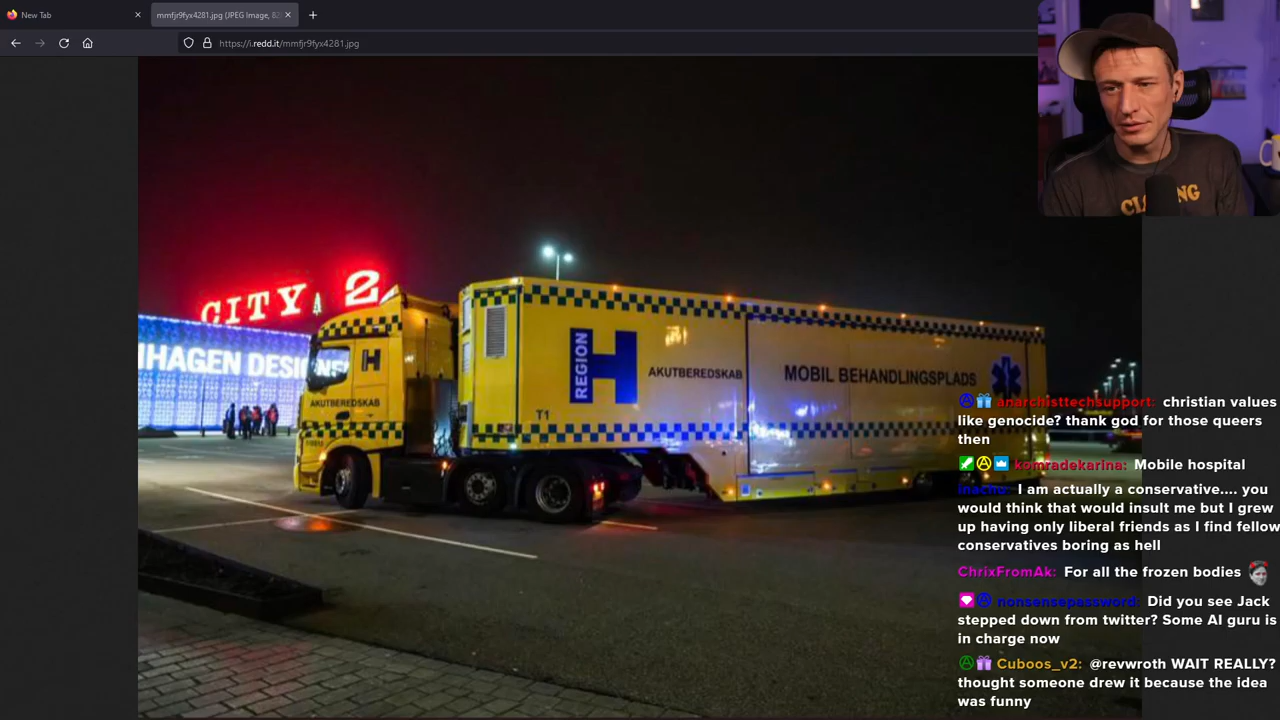 New Tab
mmfjr9fyx4281.jpg (JPEG Image, 82
https://i.redd.it/mmfjr9fyx4281.jpg
CITY 2
HAGEN DESIGNER
H
AKUTBEREDSKAB
REGION
H
AKUTBEREDSKAB
MOBIL BEHANDLINGSPLADS
T1
anarchisttechsupport: christian values
like genocide? thank god for those queers
then
komradekarina: Mobile hospital
inachu: I am actually a conservative.... you
would think that would insult me but I grew
up having only liberal friends as I find fellow
conservatives boring as hell
ChrixFromAk: For all the frozen bodies
nonsensepassword: Did you see Jack
stepped down from twitter? Some AI guru is
in charge now
Cuboos_v2: @revwroth WAIT REALLY?
thought someone drew it because the idea
was funny